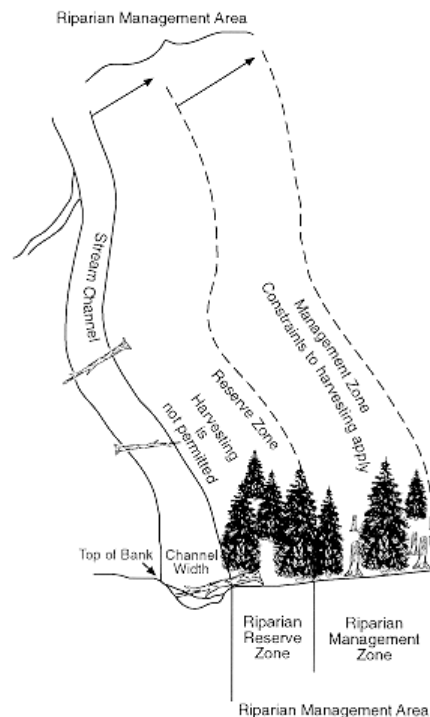 Riparian Management Area
Stream Channel
Reserve Zone
Harvesting
is
not permitted
Management Zone
Constraints to harvesting apply
Top of Bank
Channel
Width
Riparian
Reserve
Zone
Riparian
Management
Zone
Riparian Management Area